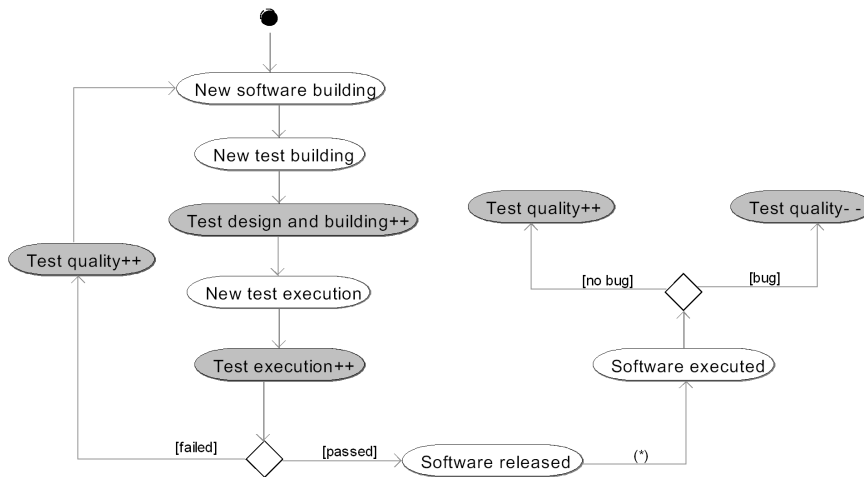 New software building
New test building
Test design and building++
Test quality++
Test quality- -
Test quality++
New test execution
[no bug]
[bug]
Test execution++
Software executed
[failed]
[passed]
Software released
(*)